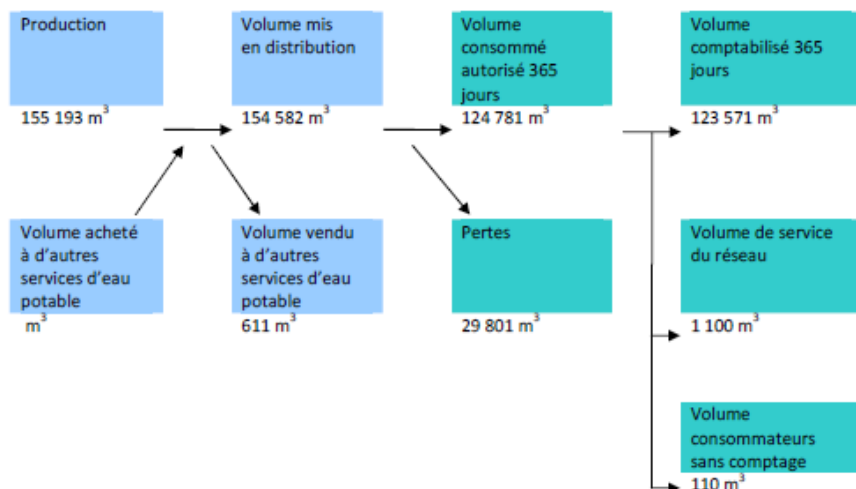 Production
155 193 m³
Volume mis
en distribution
154 582 m³
Volume
consommé
autorisé 365
jours
124 781 m³
Volume
comptabilisé 365
jours
123 571 m³
Volume acheté
à d’autres
services d’eau
potable
m³
Volume vendu
à d’autres
services d’eau
potable
611 m³
Pertes
29 801 m³
Volume de service
du réseau
1 100 m³
Volume
consommateurs
sans comptage
110 m³